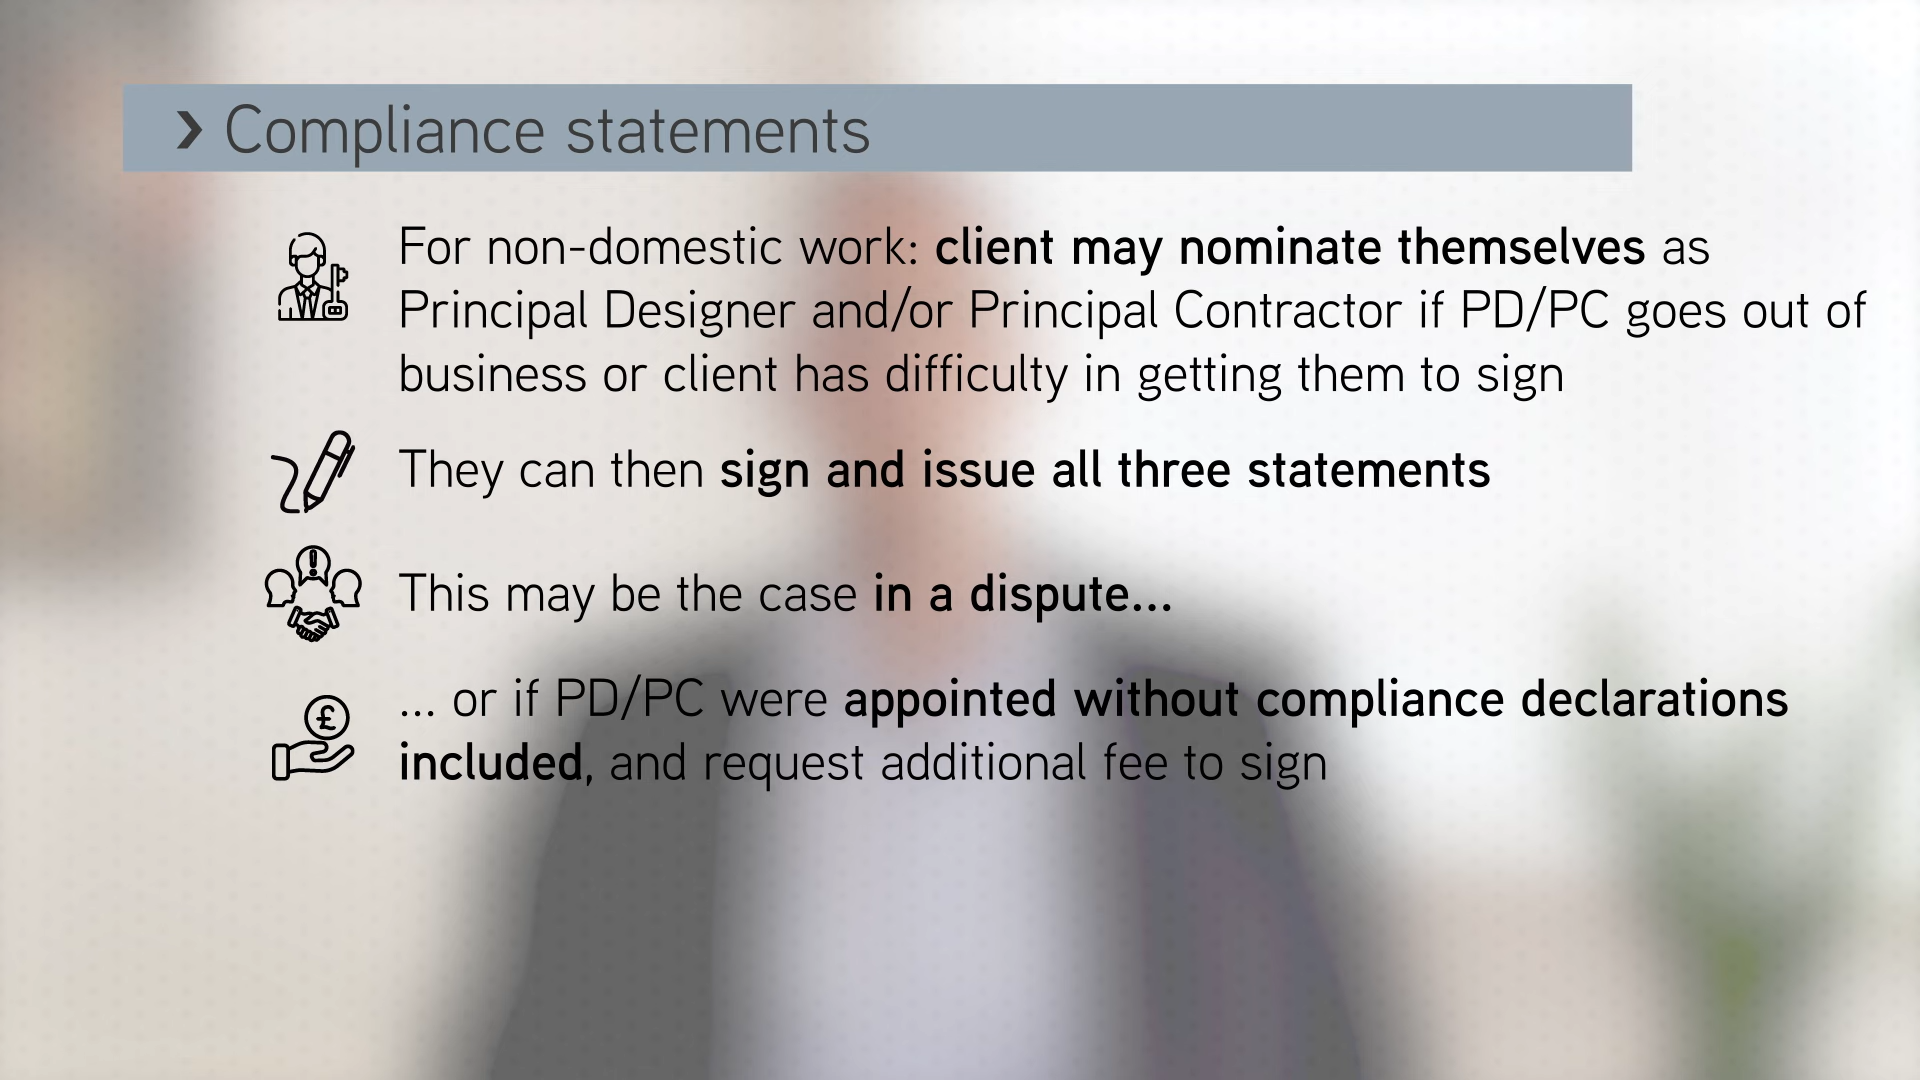 › Compliance statements
For non-domestic work: client may nominate themselves as
Principal Designer and/or Principal Contractor if PD/PC goes out of
business or client has difficulty in getting them to sign
They can then sign and issue all three statements
This may be the case in a dispute...
... or if PD/PC were appointed without compliance declarations
included, and request additional fee to sign